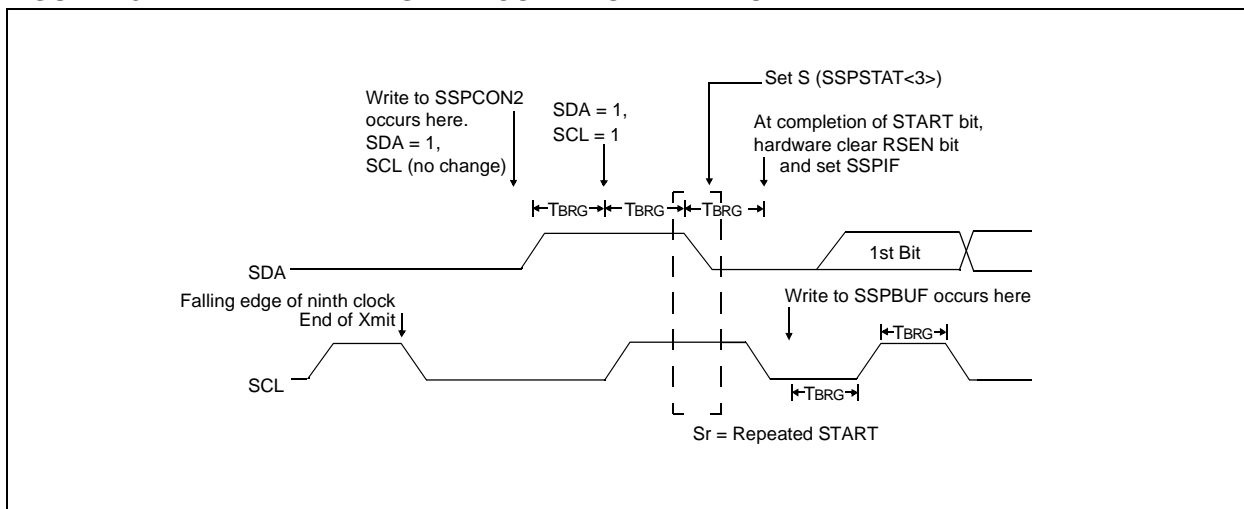 Set S (SSPSTAT<3>)
Write to SSPCON2
occurs here.
SDA = 1,
SCL (no change)
SDA = 1,
SCL = 1
At completion of START bit,
hardware clear RSEN bit
and set SSPIF
TBRG
TBRG
TBRG
SDA
1st Bit
Falling edge of ninth clock
End of Xmit
Write to SSPBUF occurs here
TBRG
SCL
TBRG
Sr = Repeated START